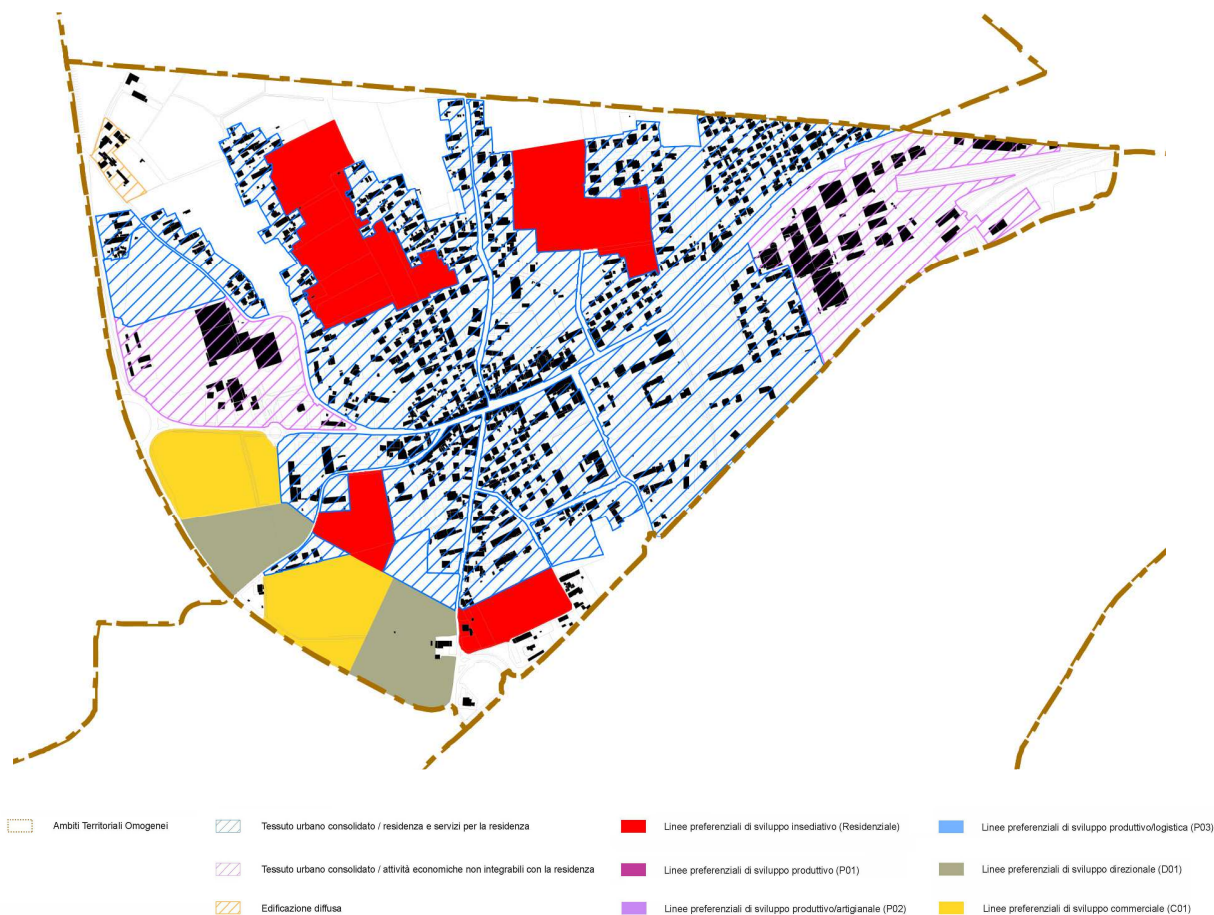 Ambiti Territoriali Omogenei
Tessuto urbano consolidato / residenza e servizi per la residenza
Linee preferenziali di sviluppo insediativo (Residenziale)
Linee preferenziali di sviluppo produttivo/logistica (P03)
Tessuto urbano consolidato / attività economiche non integrabili con la residenza
Linee preferenziali di sviluppo produttivo (P01)
Linee preferenziali di sviluppo direzionale (D01)
Edificazione diffusa
Linee preferenziali di sviluppo produttivo/artigianale (P02)
Linee preferenziali di sviluppo commerciale (C01)